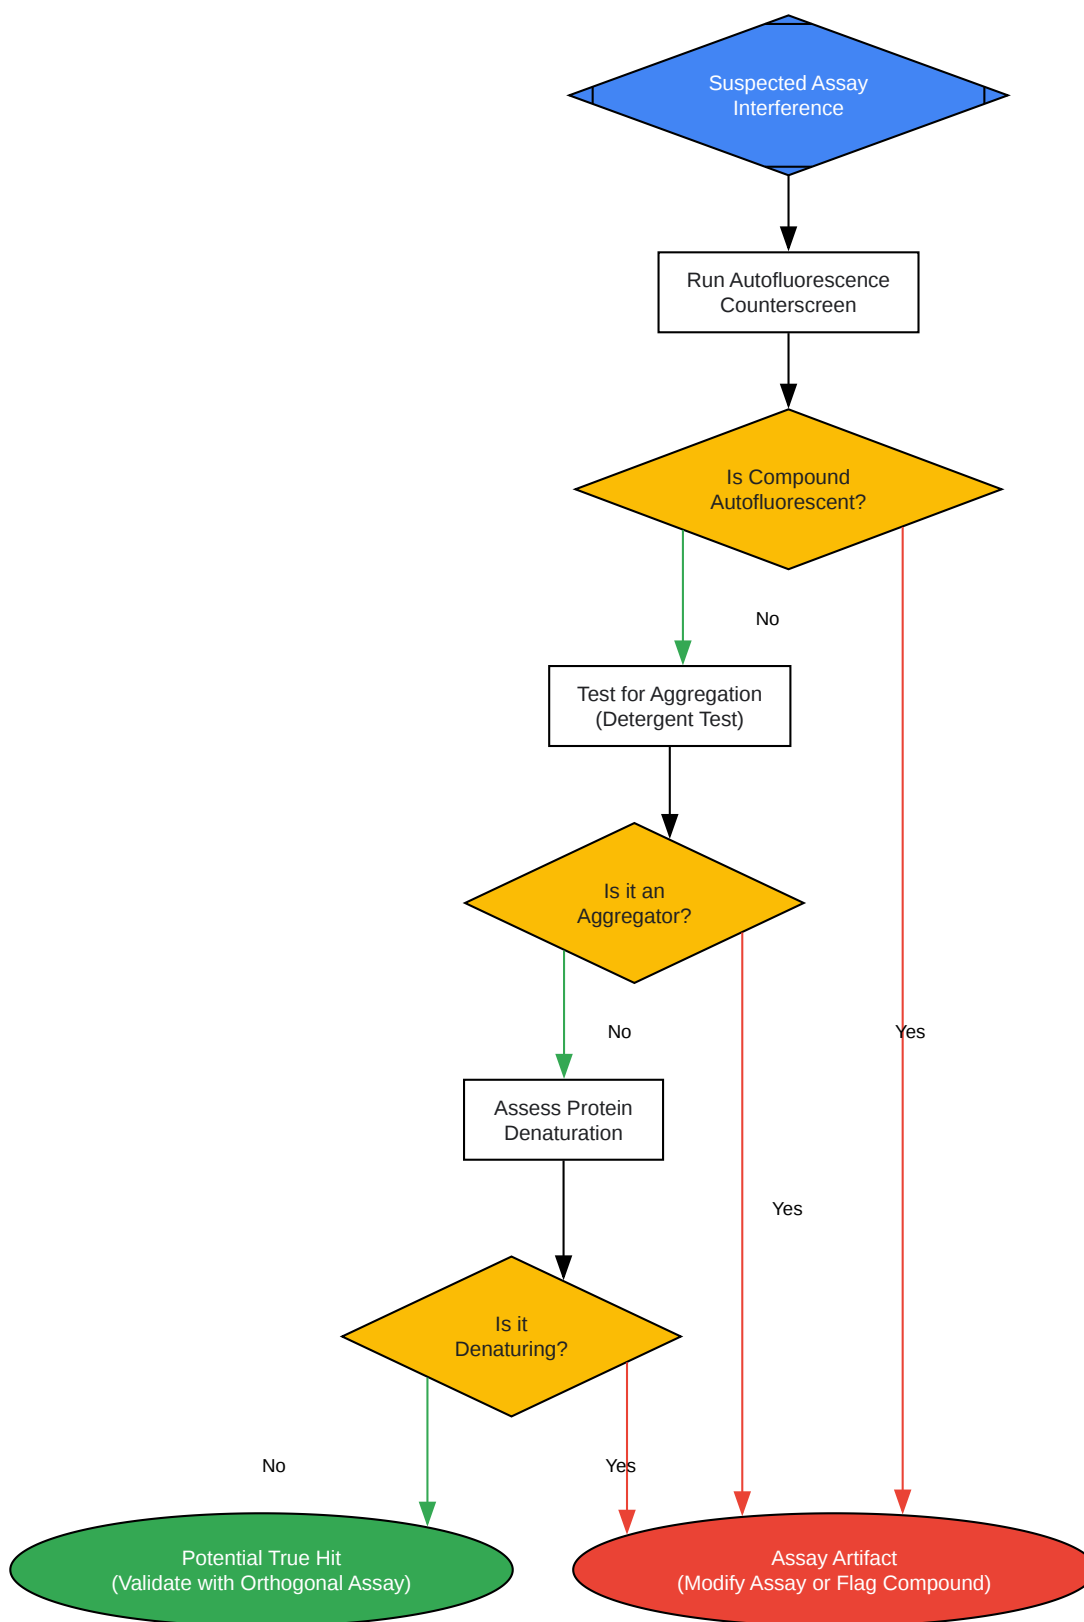 Suspected Assay
Interference
Run Autofluorescence
Counterscreen
Is Compound
Autofluorescent?
No
Test for Aggregation
(Detergent Test)
Is it an
Aggregator?
No
Yes
Assess Protein
Denaturation
Yes
Is it
Denaturing?
No
Yes
Potential True Hit
(Validate with Orthogonal Assay)
Assay Artifact
(Modify Assay or Flag Compound)